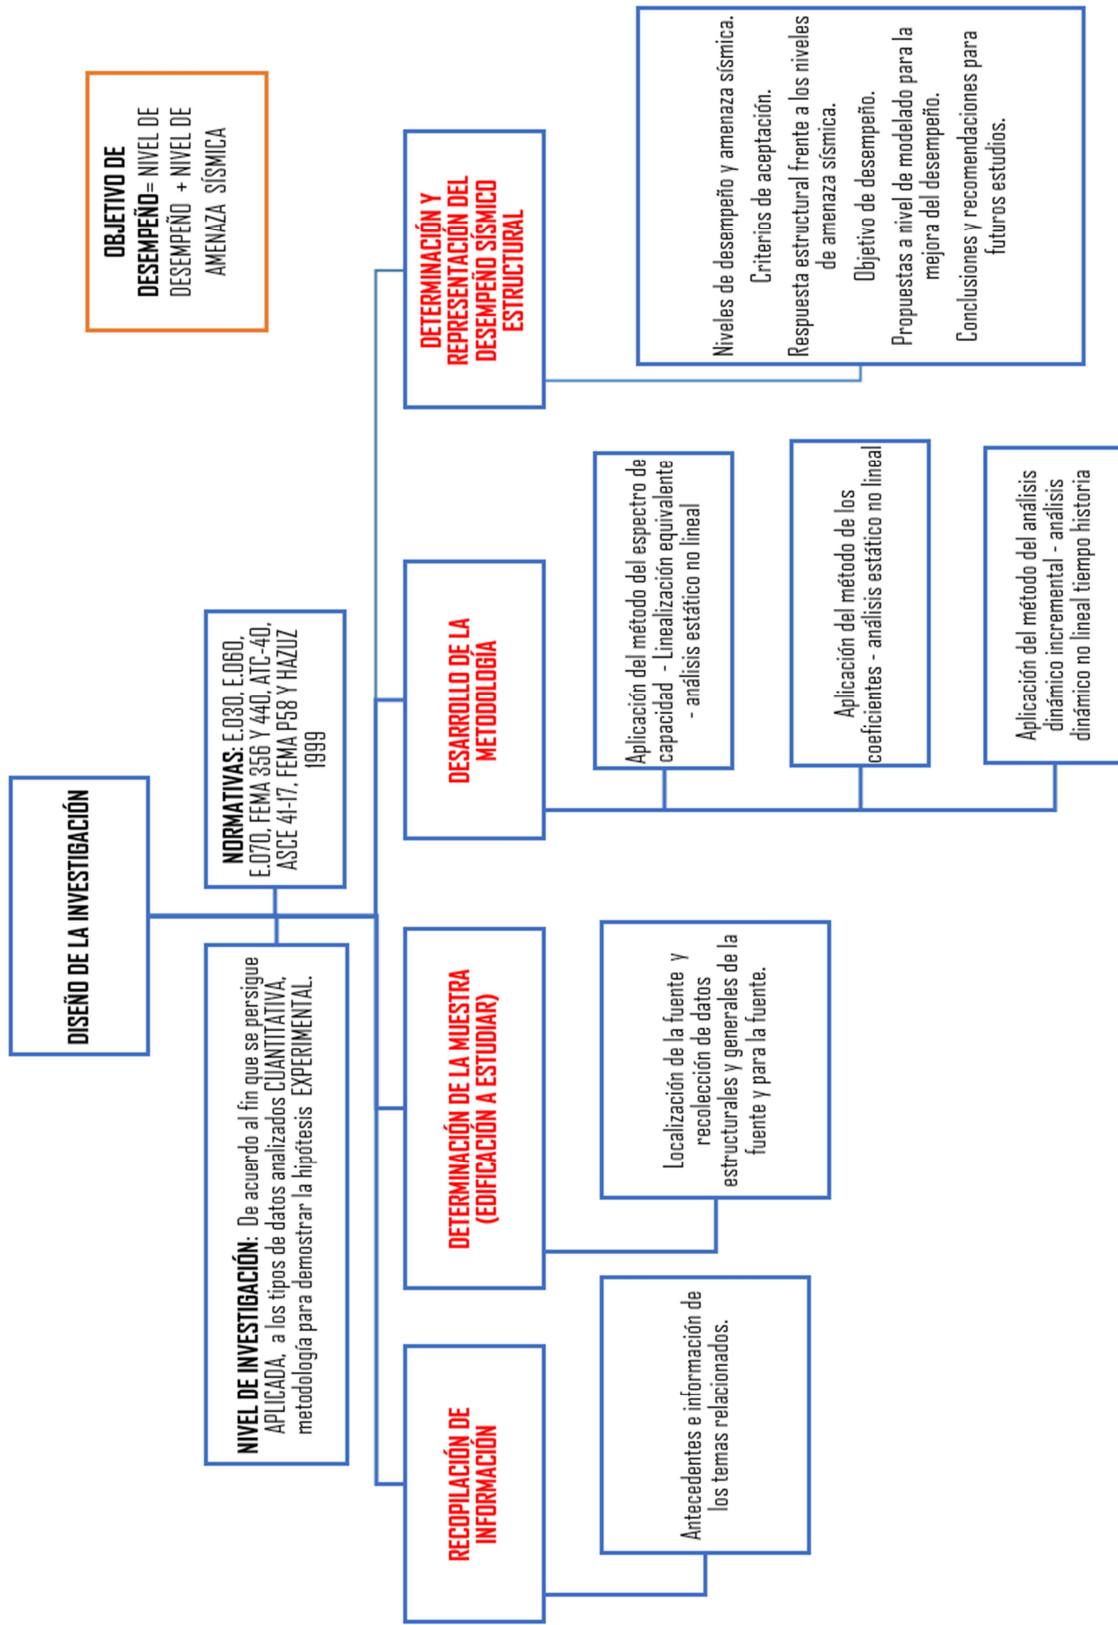 DISEÑO DE LA INVESTIGACIÓN
OBJETIVO DE
DESEMPEÑO= NIVEL DE
DESEMPEÑO + NIVEL DE
AMENAZA SÍSMICA
NIVEL DE INVESTIGACIÓN: De acuerdo al fin que se persigue
APLICADA, a los tipos de datos analizados CUANTITATIVA,
metodología para demostrar la hipótesis EXPERIMENTAL.
NORMATIVAS: E.030, E.060,
E.070, FEMA 356 Y 440, ATC-40,
ASCE 41-17, FEMA P58 Y HAZUZ
1999
RECOPILACIÓN DE
INFORMACIÓN
Antecedentes e información de
los temas relacionados.
DETERMINACIÓN DE LA MUESTRA
(EDIFICACIÓN A ESTUDIAR)
Localización de la fuente y
recolección de datos
estructurales y generales de la
fuente y para la fuente.
DESARROLLO DE LA
METODOLOGÍA
Aplicación del método del espectro de
capacidad - Linealización equivalente
- análisis estático no lineal
Aplicación del método de los
coeficientes - análisis estático no lineal
Aplicación del método del análisis
dinámico incremental - análisis
dinámico no lineal tiempo historia
DETERMINACIÓN Y
REPRESENTACIÓN DEL
DESEMPEÑO SÍSMICO
ESTRUCTURAL
Niveles de desempeño y amenaza sísmica.
Criterios de aceptación.
Respuesta estructural frente a los niveles
de amenaza sísmica.
Objetivo de desempeño.
Propuestas a nivel de modelado para la
mejora del desempeño.
Conclusiones y recomendaciones para
futuros estudios.